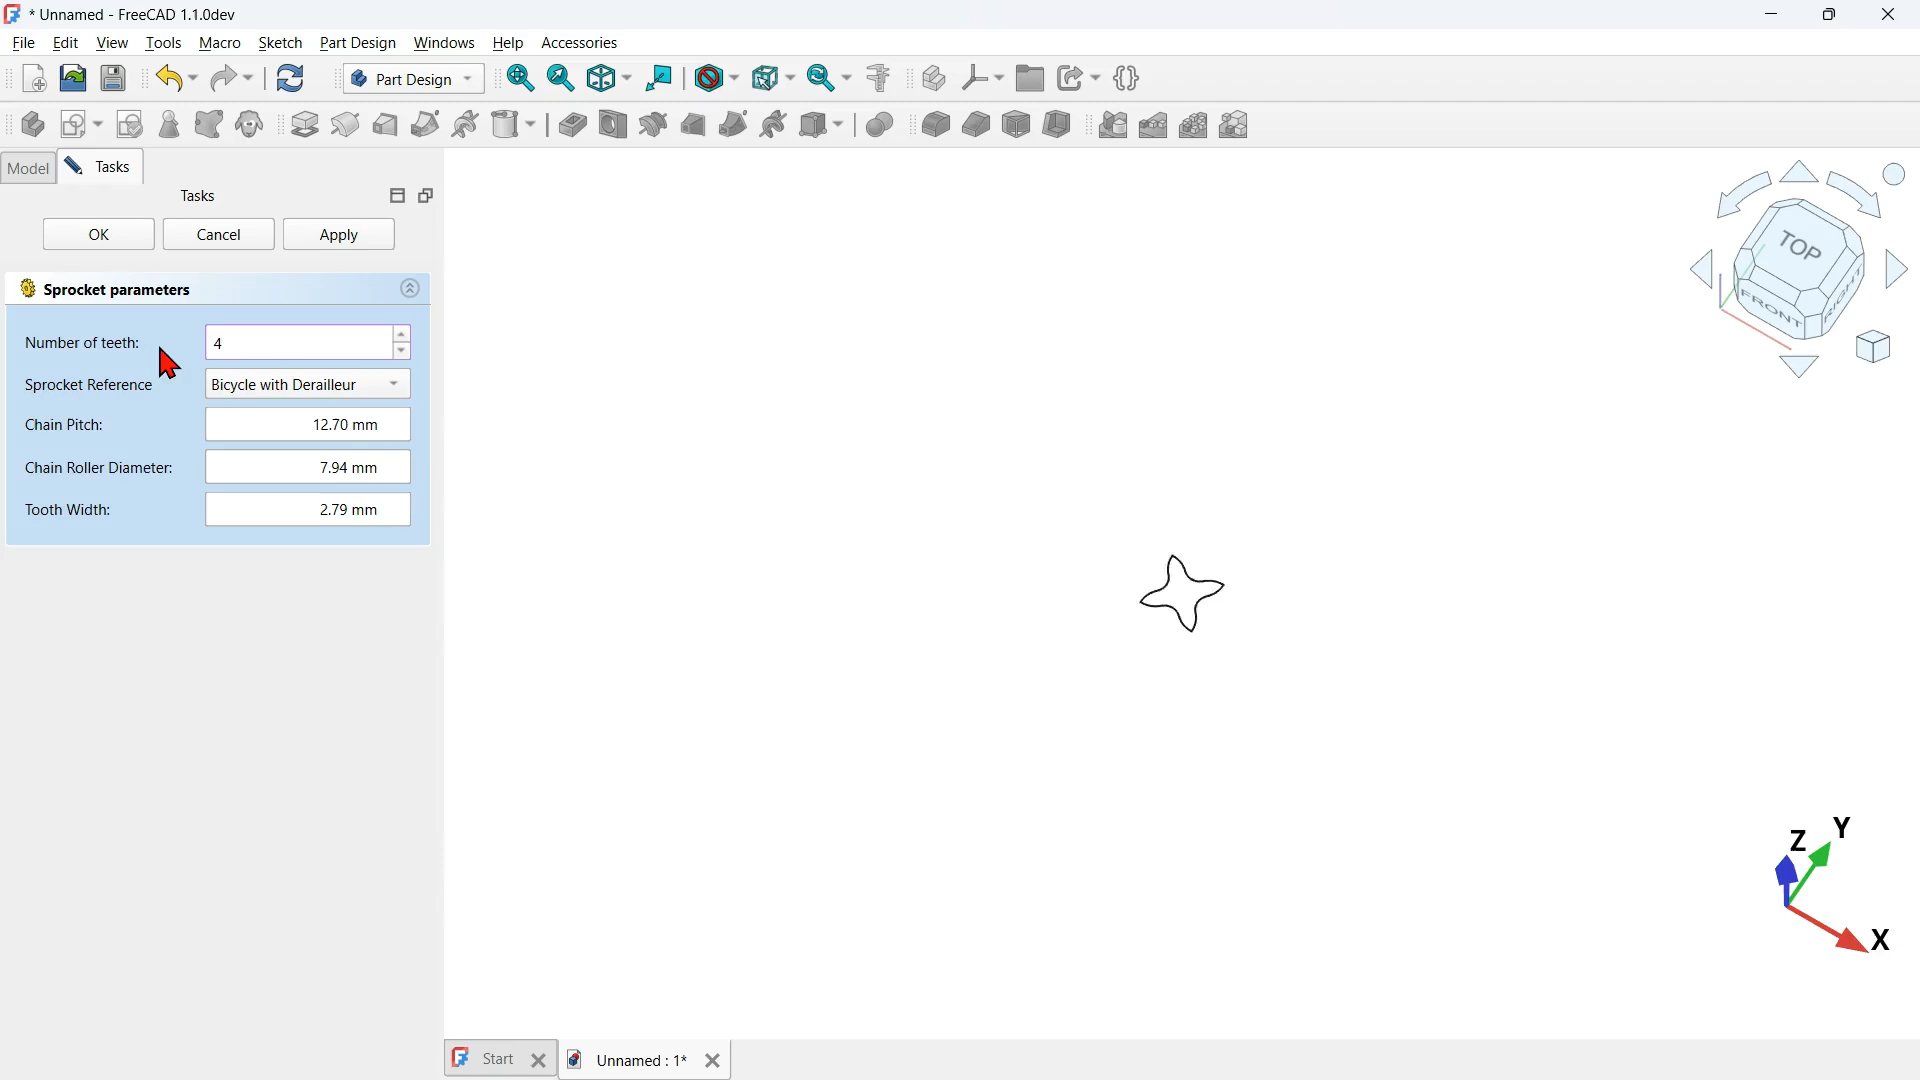 * Unnamed - FreeCAD 1.1.0dev
File Edit View Tools Macro Sketch Part Design Windows Help Accessories
Part Design
Model Tasks
Tasks
OK Cancel Apply
Sprocket parameters
Number of teeth: 4
Sprocket Reference Bicycle with Derailleur
Chain Pitch: 12.70 mm
Chain Roller Diameter: 7.94 mm
Tooth Width: 2.79 mm
TOP
FRONT
RIGHT
Z Y
X
Start Unnamed : 1*